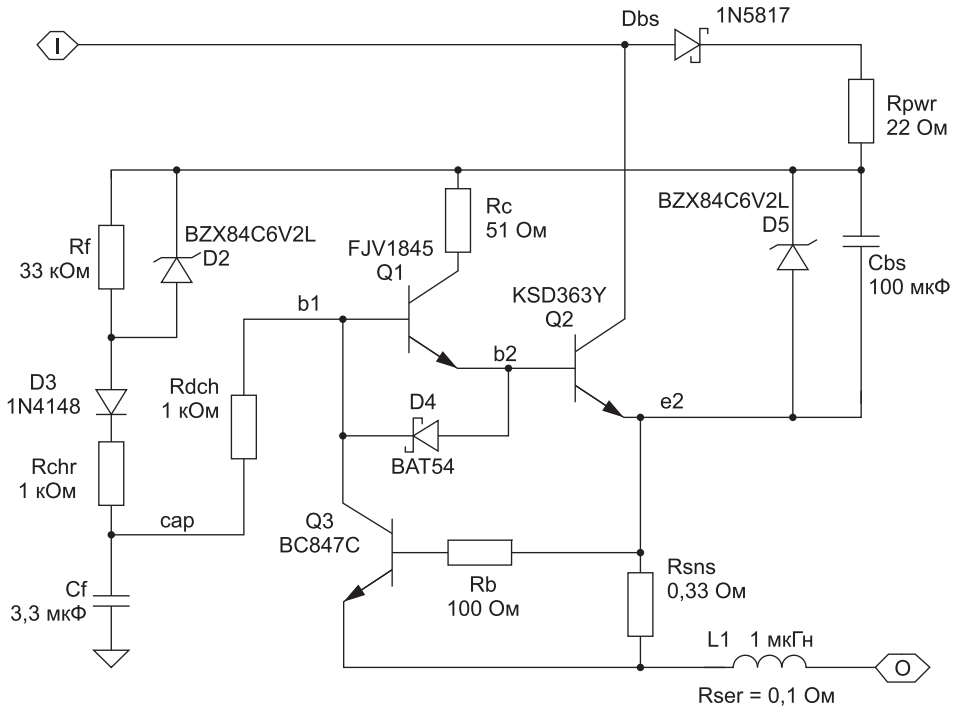 Dbs
1N5817
I
Rpwr
22 Ом
BZX84C6V2L
D5
Rc
51 Ом
BZX84C6V2L
D2
Rf
33 кОм
FJV1845
Q1
Cbs
100 мкФ
KSD363Y
Q2
b1
b2
D3
1N4148
Rdch
1 кОм
D4
BAT54
e2
Rchr
1 кОм
cap
Q3
BC847C
Rb
100 Ом
Rsns
0,33 Ом
Cf
3,3 мкФ
L1 1 мкГн
O
Rser = 0,1 Ом